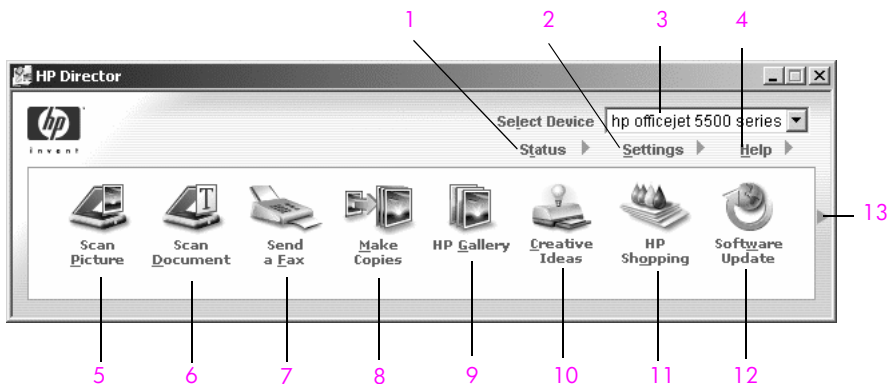 1 2 3 4
HP Director
hp
invent
Select Device hp officejet 5500 series
Status Settings Help
T
13
Scan Picture
Scan Document
Send a Fax
Make Copies
HP Gallery
Creative Ideas
HP Shopping
Software Update
5 6 7 8 9 10 11 12